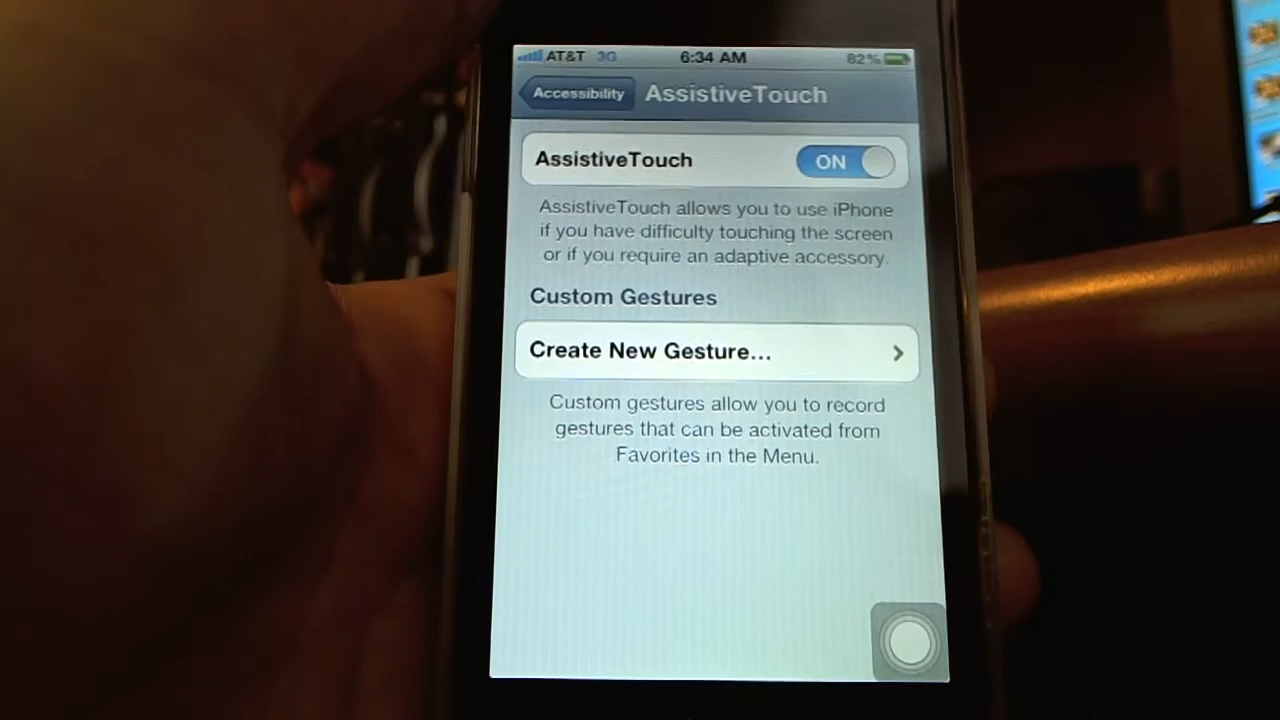 AT&T 3G 6:34 AM 82%
Accessibility AssistiveTouch
AssistiveTouch ON
AssistiveTouch allows you to use iPhone
if you have difficulty touching the screen
or if you require an adaptive accessory.
Custom Gestures
Create New Gesture...
Custom gestures allow you to record
gestures that can be activated from
Favorites in the Menu.